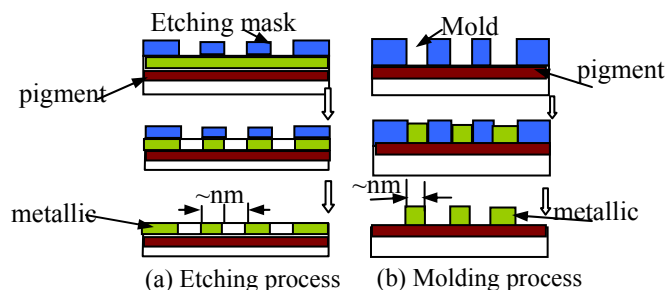 Etching mask
pigment
metallic
~nm
(a) Etching process
Mold
pigment
~nm
metallic
(b) Molding process